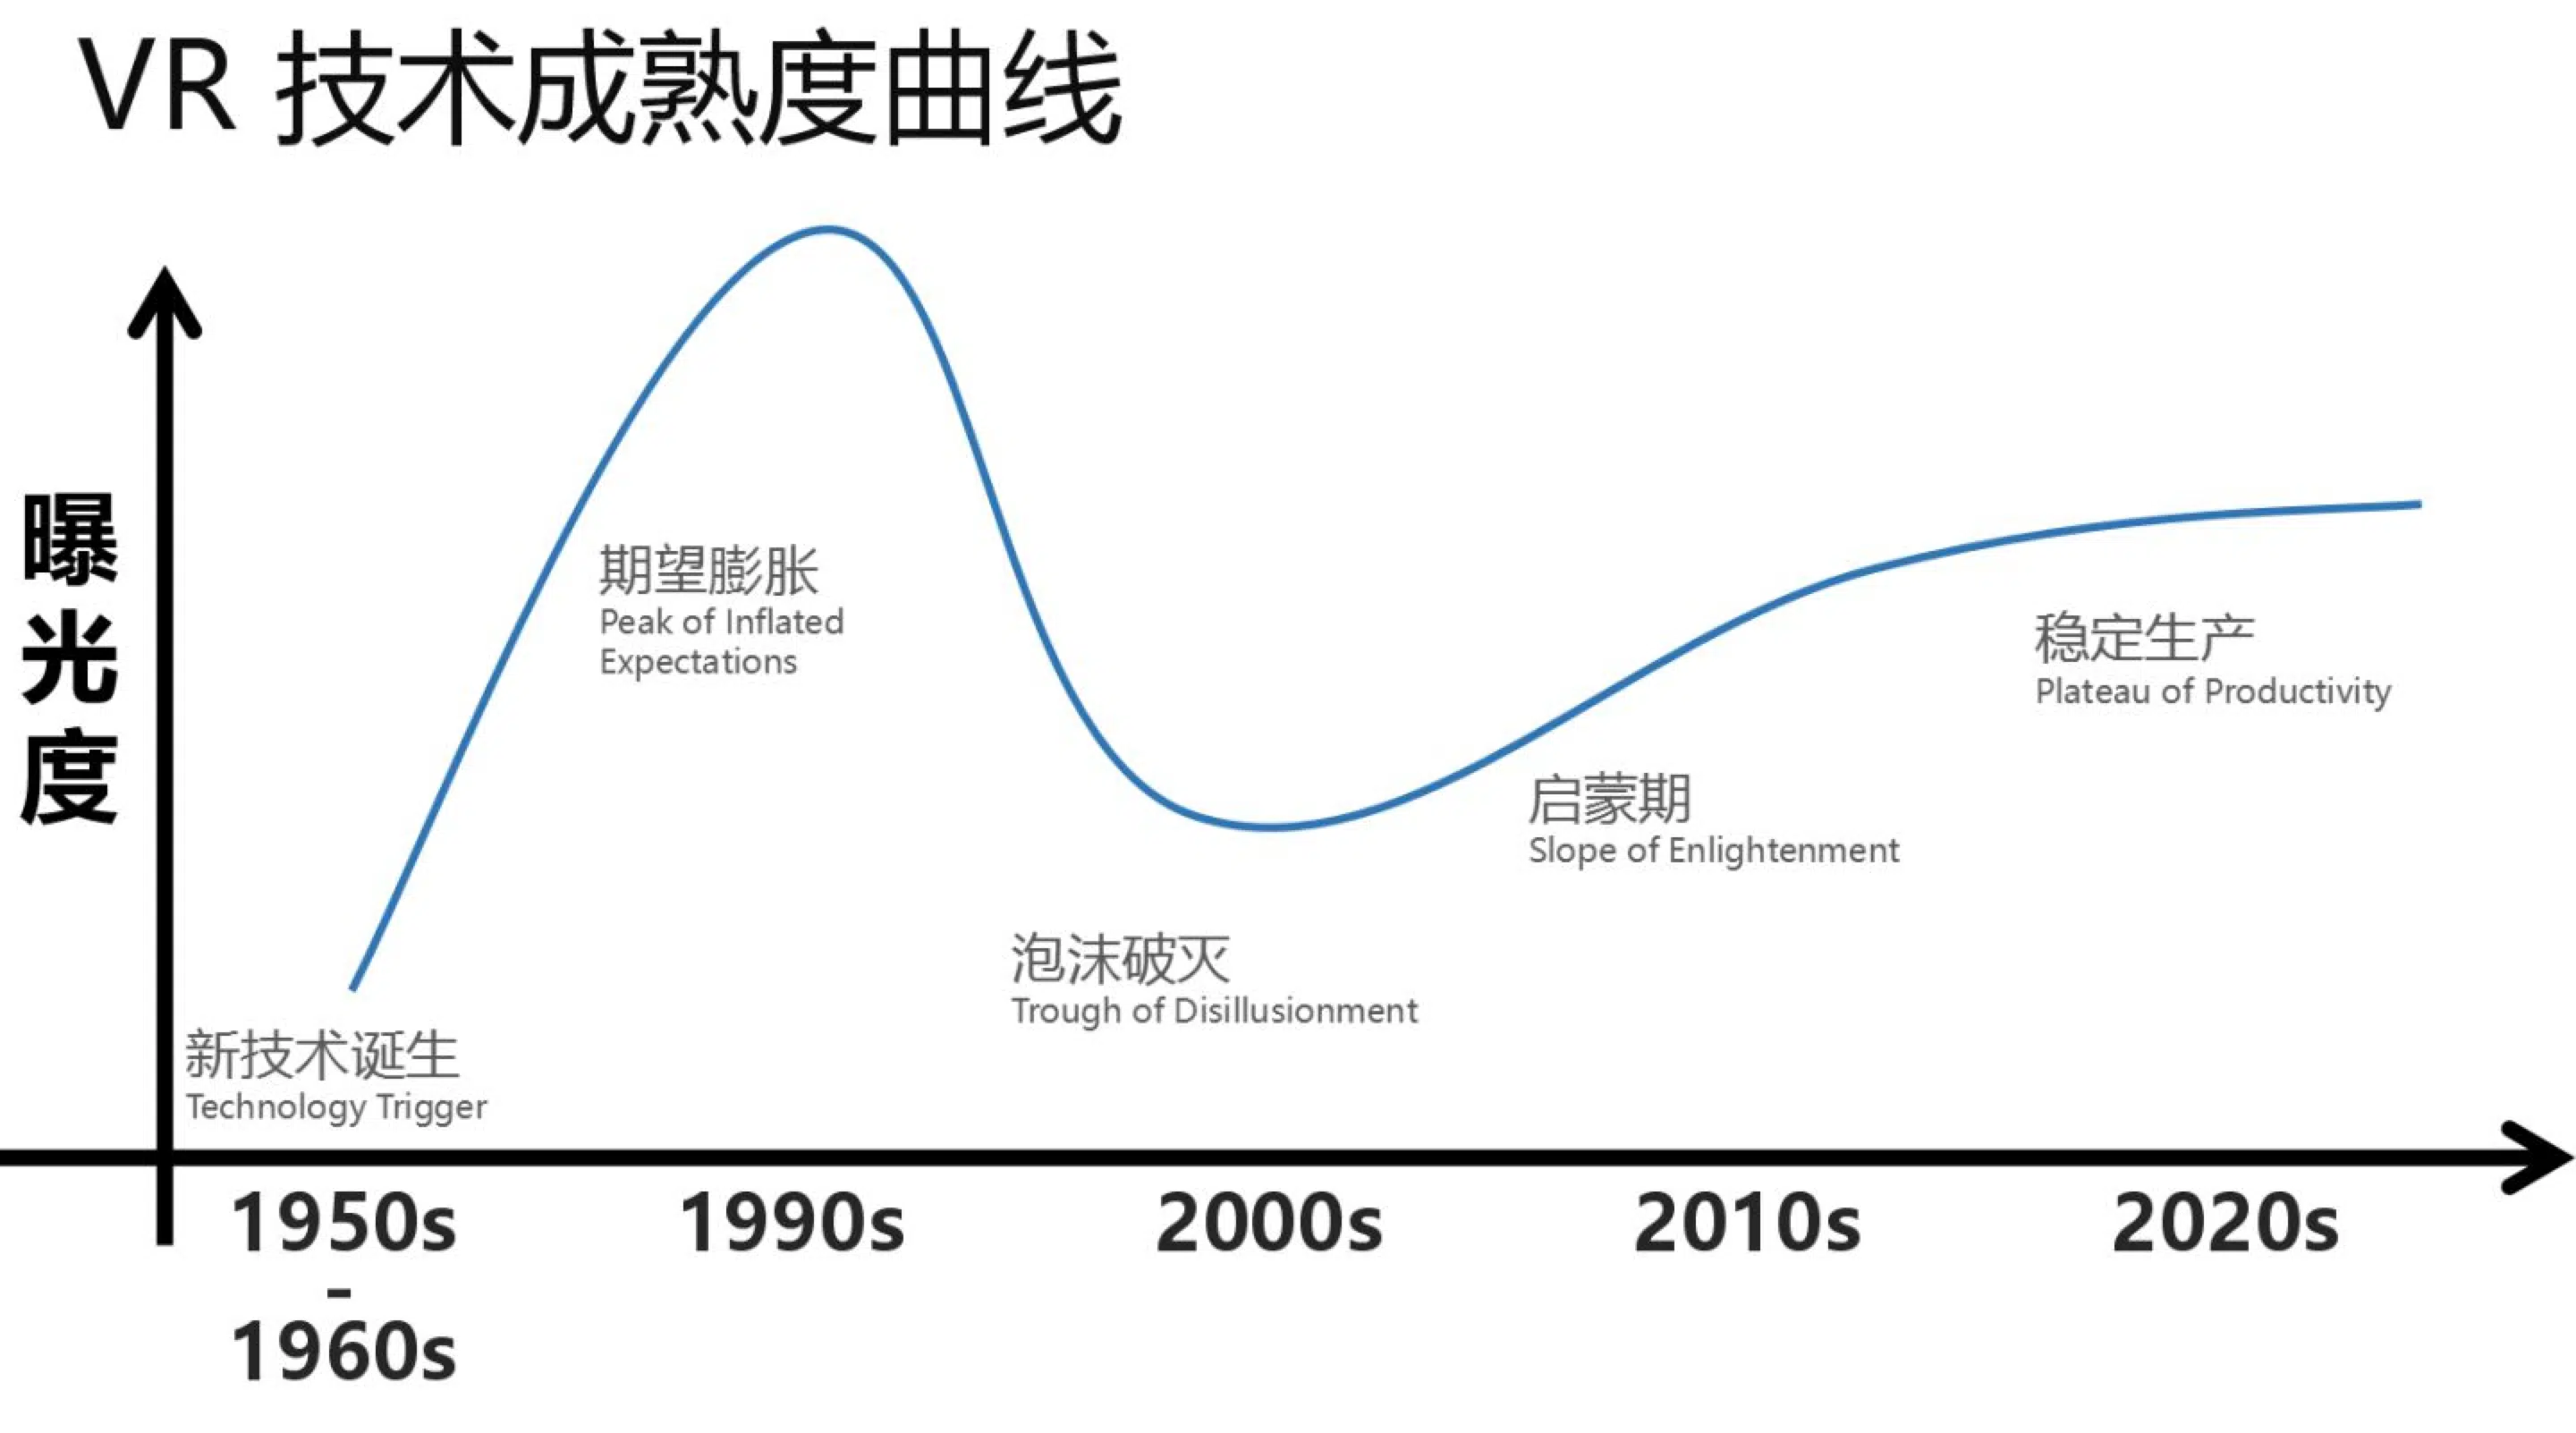 VR 技术成熟度曲线
曝光度
期望膨胀
Peak of Inflated
Expectations
稳定生产
Plateau of Productivity
启蒙期
Slope of Enlightenment
泡沫破灭
Trough of Disillusionment
新技术诞生
Technology Trigger
1950s
-
1960s
1990s
2000s
2010s
2020s